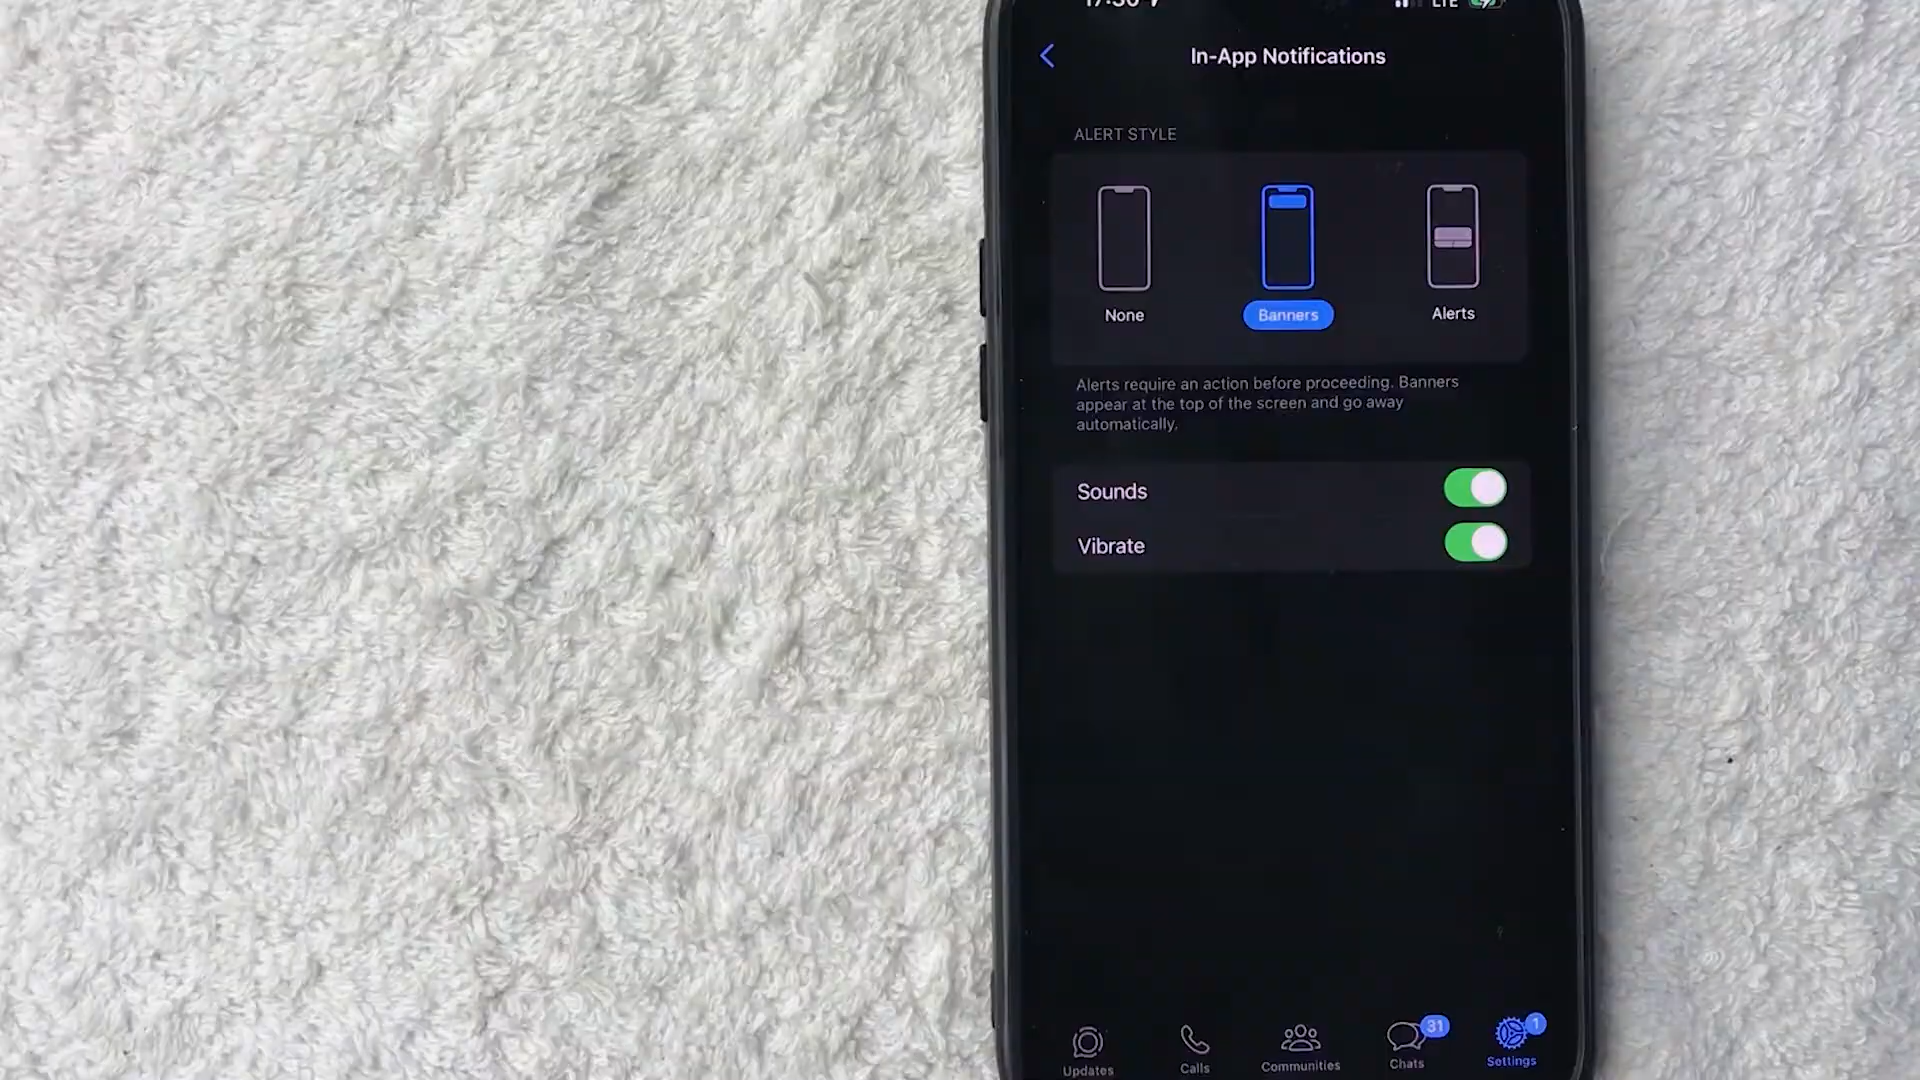 LTE
In-App Notifications
ALERT STYLE
None
Banners
Alerts
Alerts require an action before proceeding. Banners
appear at the top of the screen and go away
automatically.
Sounds
Vibrate
31
1
Updates
Calls
Communities
Chats
Settings